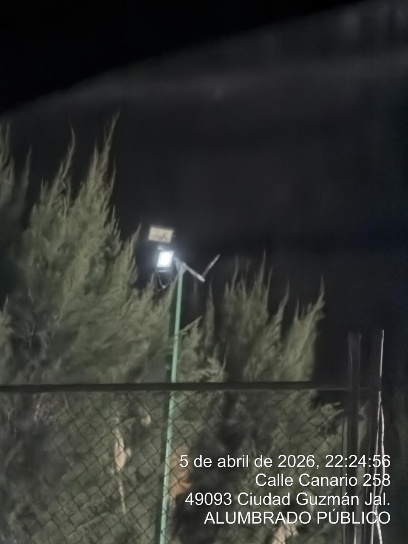 5 de abril de 2026, 22:24:56
Calle Canario 258
49093 Ciudad Guzmán Jal.
ALUMBRADO PÚBLICO